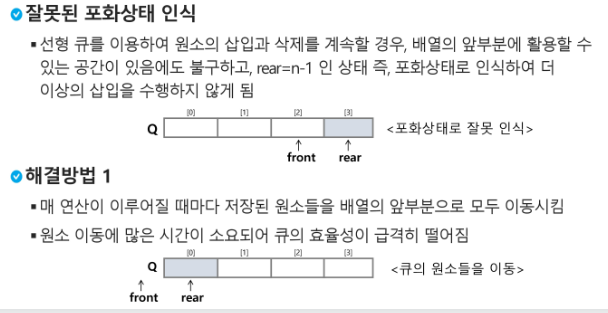 잘못된 포화상태 인식
▪ 선형 큐를 이용하여 원소의 삽입과 삭제를 계속할 경우, 배열의 앞부분에 활용할 수
있는 공간이 있음에도 불구하고, rear=n-1 인 상태 즉, 포화상태로 인식하여 더
이상의 삽입을 수행하지 않게 됨
[0] [1] [2] [3]
Q <포화상태로 잘못 인식>
↑ ↑
front rear
해결방법 1
▪ 매 연산이 이루어질 때마다 저장된 원소들을 배열의 앞부분으로 모두 이동시킴
▪ 원소 이동에 많은 시간이 소요되어 큐의 효율성이 급격히 떨어짐
[0] [1] [2] [3]
Q <큐의 원소들을 이동>
↑ ↑
front rear